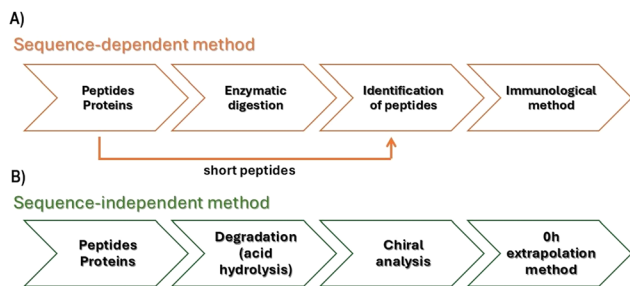 A)
Sequence-dependent method
Peptides
Proteins
Enzymatic
digestion
Identification
of peptides
Immunological
method
short peptides
B)
Sequence-independent method
Peptides
Proteins
Degradation
(acid
hydrolysis)
Chiral
analysis
0h
extrapolation
method